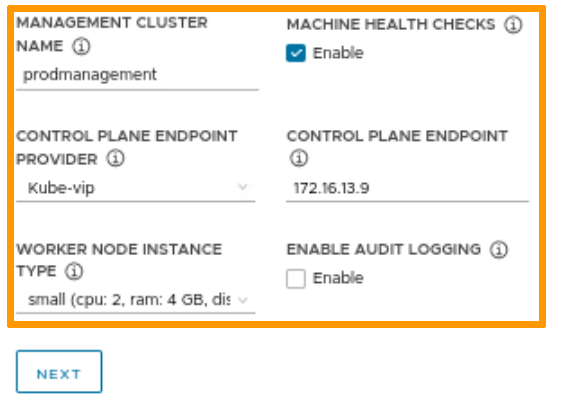 MANAGEMENT CLUSTER
NAME
prodmanagement
MACHINE HEALTH CHECKS
Enable
CONTROL PLANE ENDPOINT
PROVIDER
Kube-vip
CONTROL PLANE ENDPOINT
172.16.13.9
WORKER NODE INSTANCE
TYPE
small (cpu: 2, ram: 4 GB, dis
ENABLE AUDIT LOGGING
Enable
NEXT